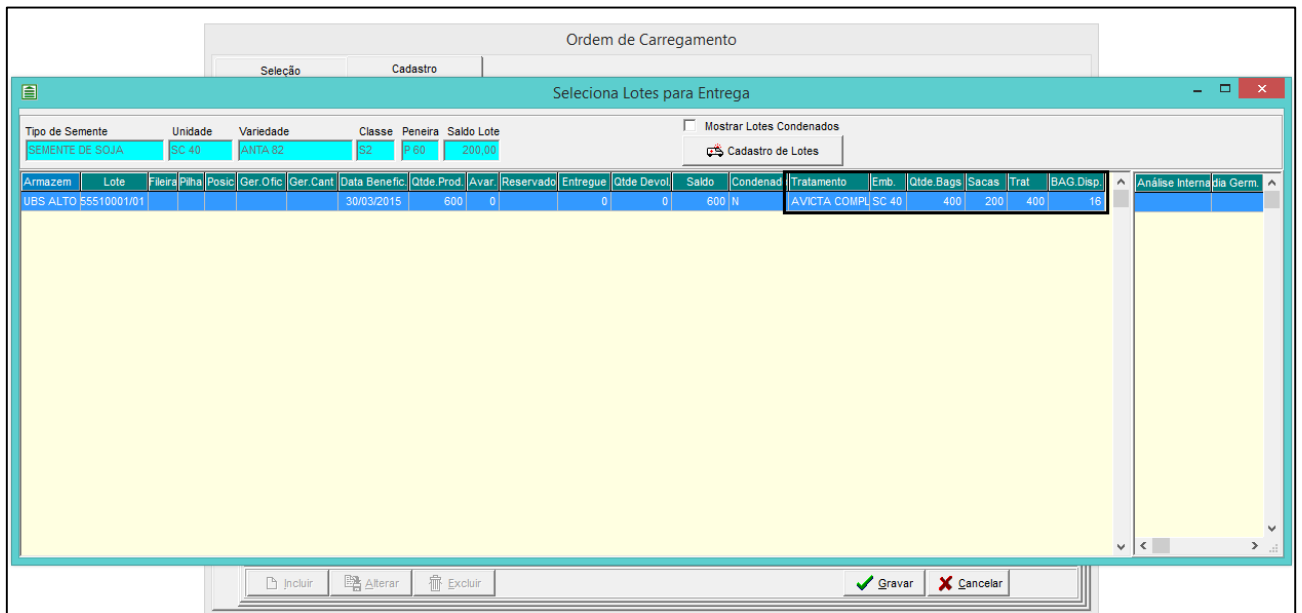 Ordem de Carregamento
Seleção Cadastro
Seleciona Lotes para Entrega
Tipo de Semente Unidade Variedade Classe Peneira Saldo Lote Mostrar Lotes Condenados
SEMENTE DE SOJA SC 40 ANTA 82 S2 P 60 200,00 Cadastro de Lotes
Armazem Lote Fileira Pilha Posic Ger.Ofic Ger.Cant Data Benefic. Qtde.Prod. Avar. Reservado Entregue Qtde Devol Saldo Condenad Tratamento Emb. Qtde.Bags Sacas Trat BAG.Disp. Análise Interna dia Germ.
UBS ALTO 55510001/01 30/03/2015 600 0 0 0 600 N AVICTA COMPL SC 40 400 200 400 16
Incluir Alterar Excluir Gravar Cancelar